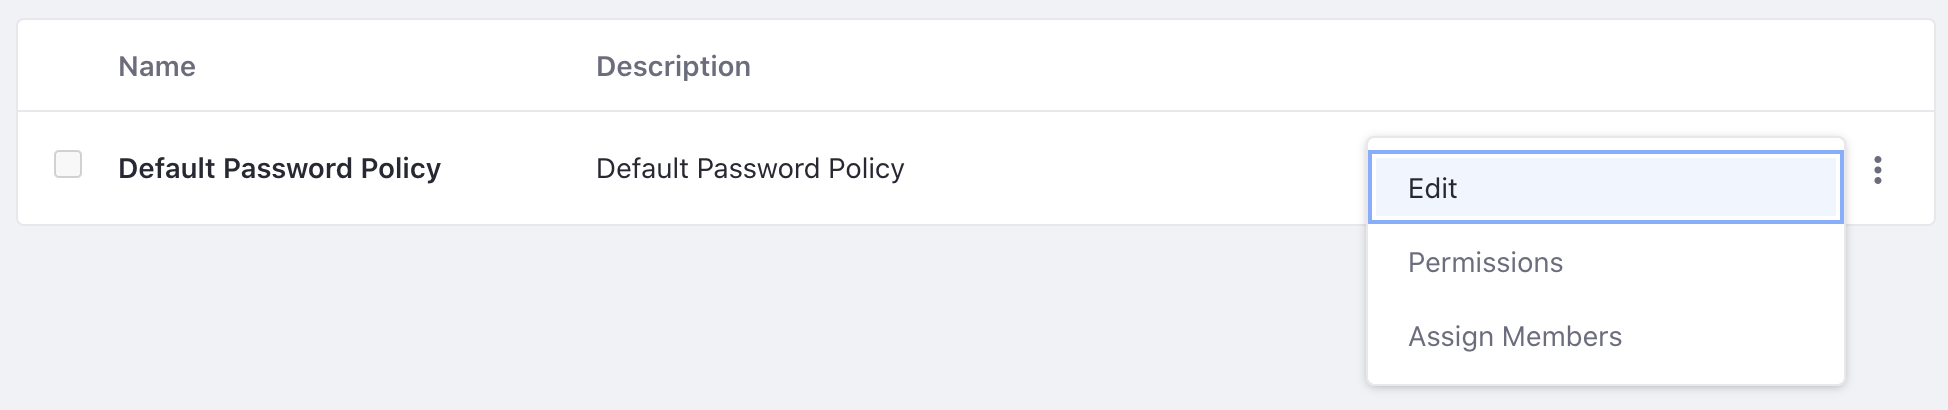 Name Description
Default Password Policy Default Password Policy
Edit
Permissions
Assign Members